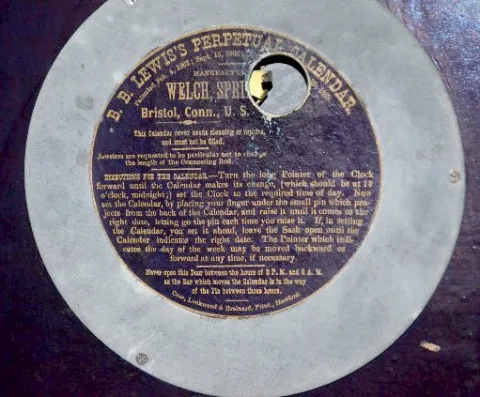 B. B. LEWIS'S PERPETUAL CALENDAR.
Patented Feb. 4, 1862; Sept. 15, 1863;
MANUFACTU
WELCH, SPRI
Bristol, Conn., U. S.
This Calendar never needs cleaning or repairs,
and must not be Oiled.
Jewelers are requested to be particular not to change
the length of the Connecting Rod.
DIRECTIONS FOR THE CALENDAR.—Turn the long Pointer of the Clock
forward until the Calendar makes its change, (which should be at 12
o'clock, midnight;) set the Clock to the required time of day. Now
set the Calendar, by placing your finger under the small pin which pro-
jects from the back of the Calendar, and raise it until it comes to the
right date, letting go the pin each time you raise it. If, in setting
the Calendar, you set it ahead, leave the Sash open until the
Calendar indicates the right date. The Pointer which indi-
cates the day of the week may be moved backward or
forward at any time, if necessary.
Never open this Door between the hours of 9 P. M. and 2 A. M.
as the Bar which moves the Calendar is in the way
of the Pin between those hours.
Case, Lockwood & Brainard, Print., Hartford.